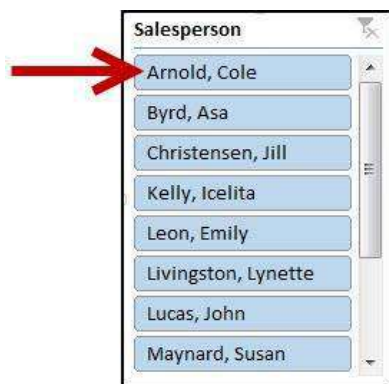 Salesperson
Arnold, Cole
Byrd, Asa
Christensen, Jill
Kelly, Icelita
Leon, Emily
Livingston, Lynette
Lucas, John
Maynard, Susan